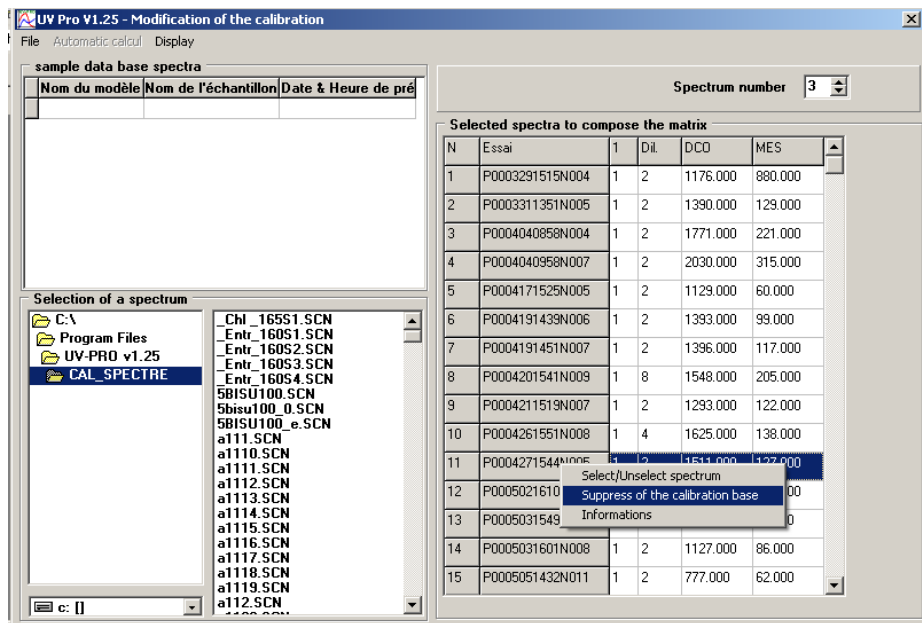 UV Pro V1.25 - Modification of the calibration
File Automatic calcul Display
sample data base spectra
Nom du modèle Nom de l'échantillon Date & Heure de pré
Spectrum number 3
Selected spectra to compose the matrix
N Essai 1 Dil. DCO MES
1 P0003291515N004 1 2 1176.000 880.000
2 P0003311351N005 1 2 1390.000 129.000
3 P0004040858N004 1 2 1771.000 221.000
4 P0004040958N007 1 2 2030.000 315.000
5 P0004171525N005 1 2 1129.000 60.000
6 P0004191439N006 1 2 1393.000 99.000
7 P0004191451N007 1 2 1396.000 117.000
8 P0004201541N009 1 8 1548.000 205.000
9 P0004211519N007 1 2 1293.000 122.000
10 P0004261551N008 1 4 1625.000 138.000
11 P0004271544N005 1 2 1511.000 127.000
12 P0005021610 00
13 P0005031549 0
14 P0005031601N008 1 2 1127.000 86.000
15 P0005051432N011 1 2 777.000 62.000
Select/Unselect spectrum
Suppress of the calibration base
Informations
Selection of a spectrum
C:\
Program Files
UV-PRO v1.25
CAL_SPECTRE
c: []
_Chl _165S1.SCN
_Entr_160S1.SCN
_Entr_160S2.SCN
_Entr_160S3.SCN
_Entr_160S4.SCN
5BISU100.SCN
5bisu100_0.SCN
5BISU100_e.SCN
a111.SCN
a1110.SCN
a1111.SCN
a1112.SCN
a1113.SCN
a1114.SCN
a1115.SCN
a1116.SCN
a1117.SCN
a1118.SCN
a1119.SCN
a112.SCN